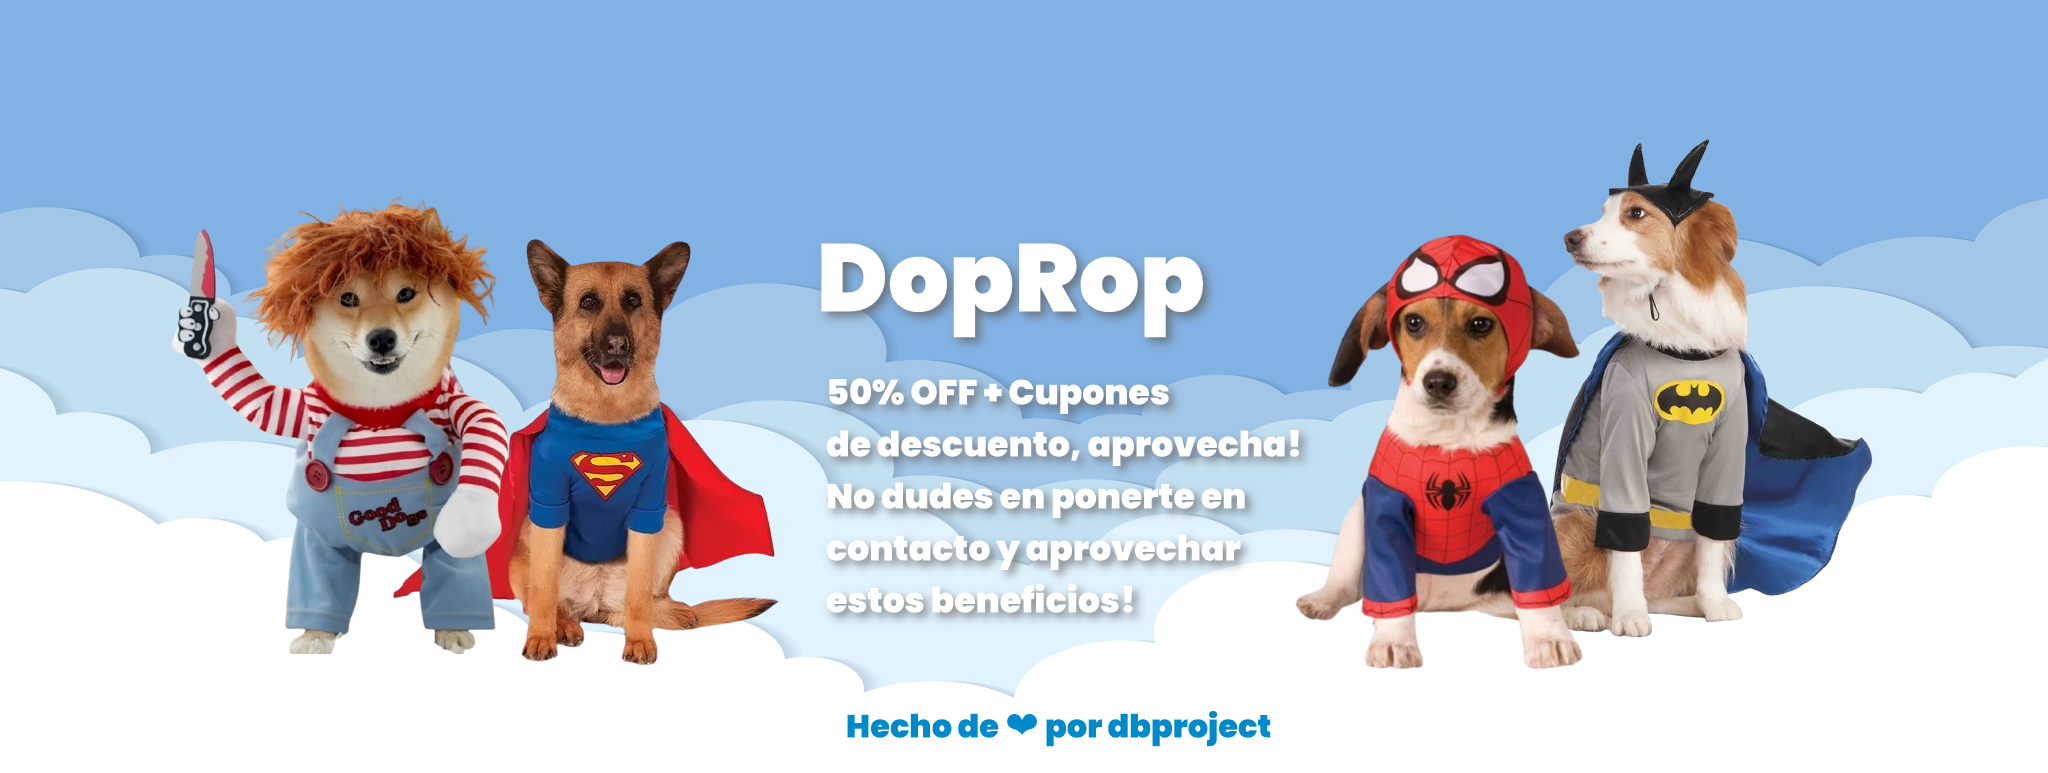 DopRop
50% OFF + Cupones
de descuento, aprovecha!
No dudes en ponerte en
contacto y aprovechar
estos beneficios!
Good
Dogs
Hecho de ❤ por dbproject